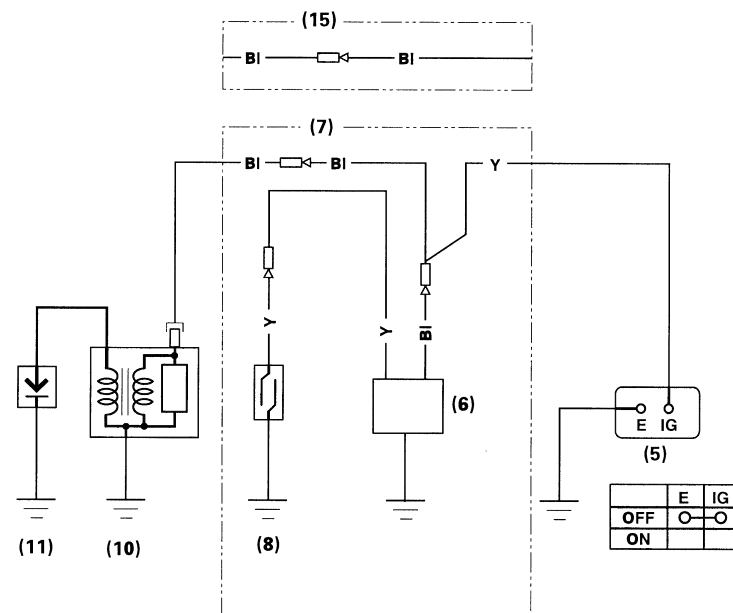 (15)
Bl Bl
(7)
Bl Bl Y
Y Y Bl
(6)
E IG
(5)
E IG
OFF
ON
(11) (10) (8)